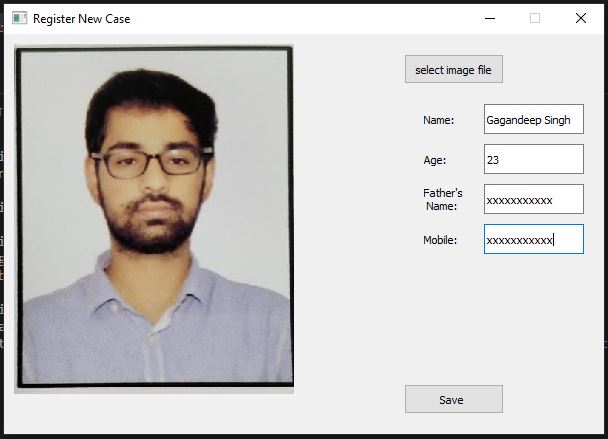 Register New Case
select image file
Name:
Gagandeep Singh
Age:
23
Father's
Name:
xxxxxxxxxxx
Mobile:
xxxxxxxxxxx
Save